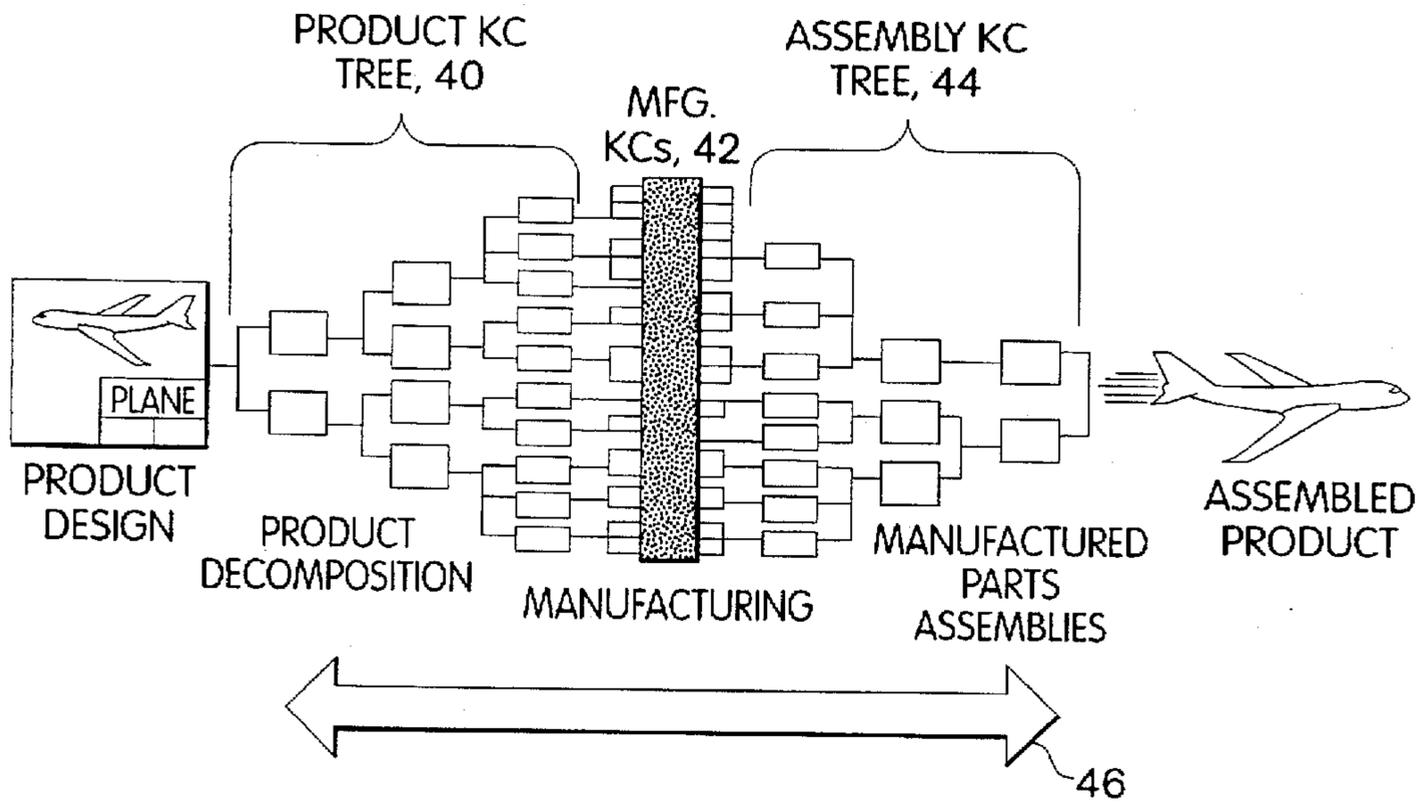 PRODUCT KC
TREE, 40
MFG.
KCs, 42
ASSEMBLY KC
TREE, 44
PLANE
PRODUCT
DESIGN
PRODUCT
DECOMPOSITION
MANUFACTURING
MANUFACTURED
PARTS
ASSEMBLIES
ASSEMBLED
PRODUCT
46